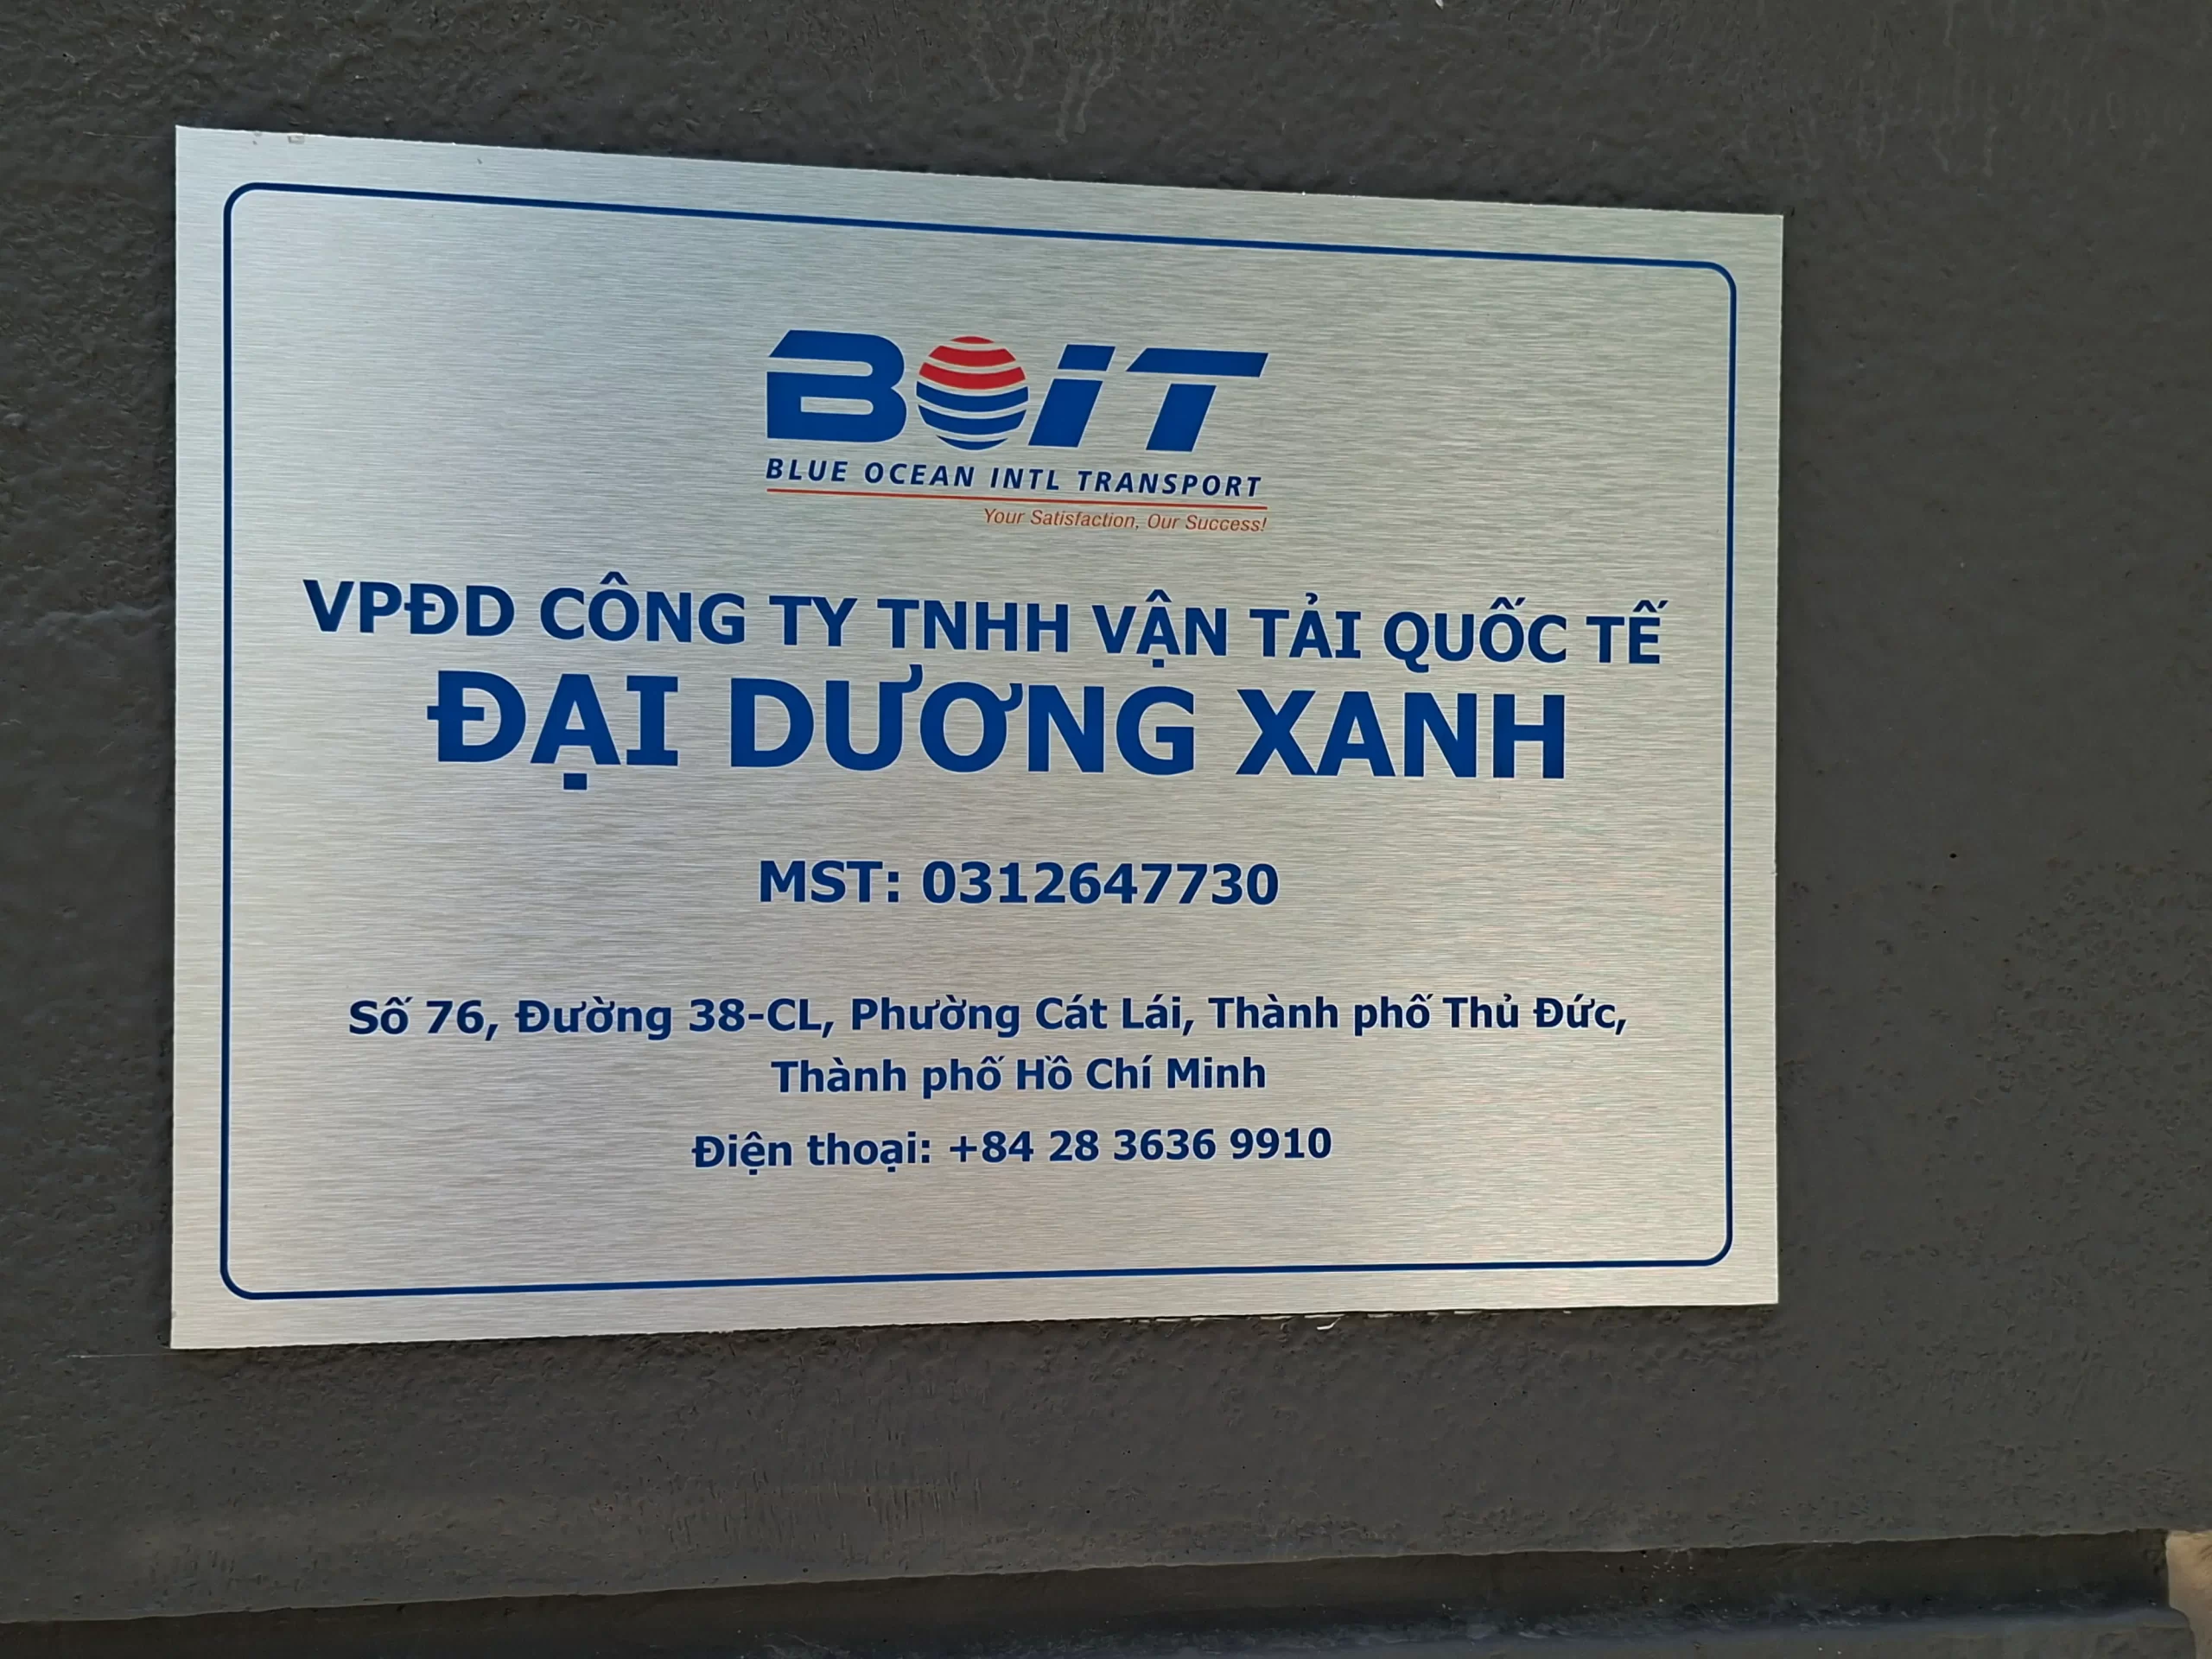 BOIT
BLUE OCEAN INTL TRANSPORT
Your Satisfaction, Our Success!
VPĐD CÔNG TY TNHH VẬN TẢI QUỐC TẾ
ĐẠI DƯƠNG XANH
MST: 0312647730
Số 76, Đường 38-CL, Phường Cát Lái, Thành phố Thủ Đức,
Thành phố Hồ Chí Minh
Điện thoại: +84 28 3636 9910